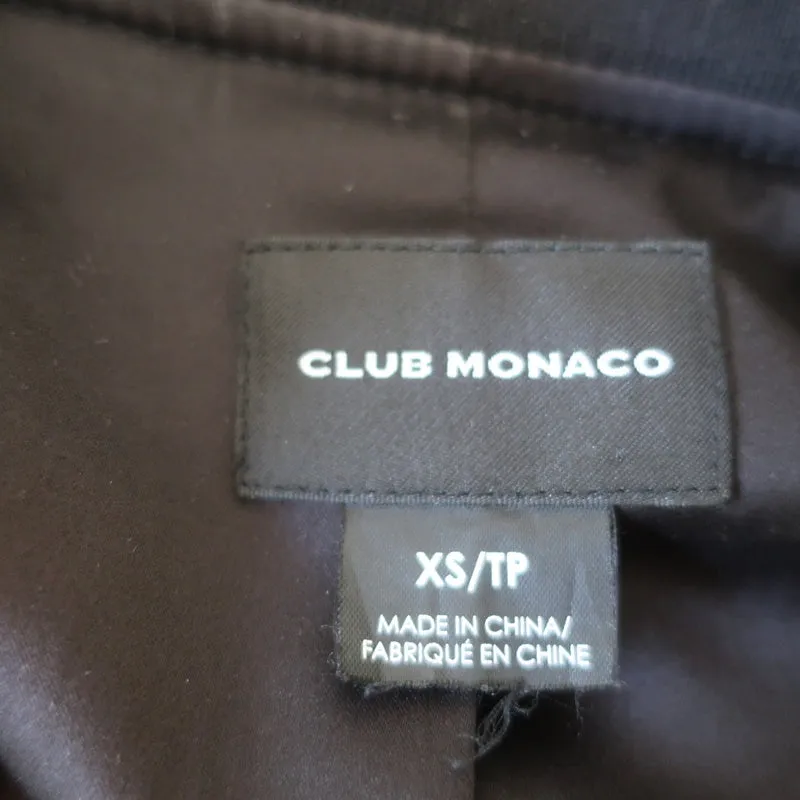 CLUB MONACO
XS/TP
MADE IN CHINA/
FABRIQUÉ EN CHINE